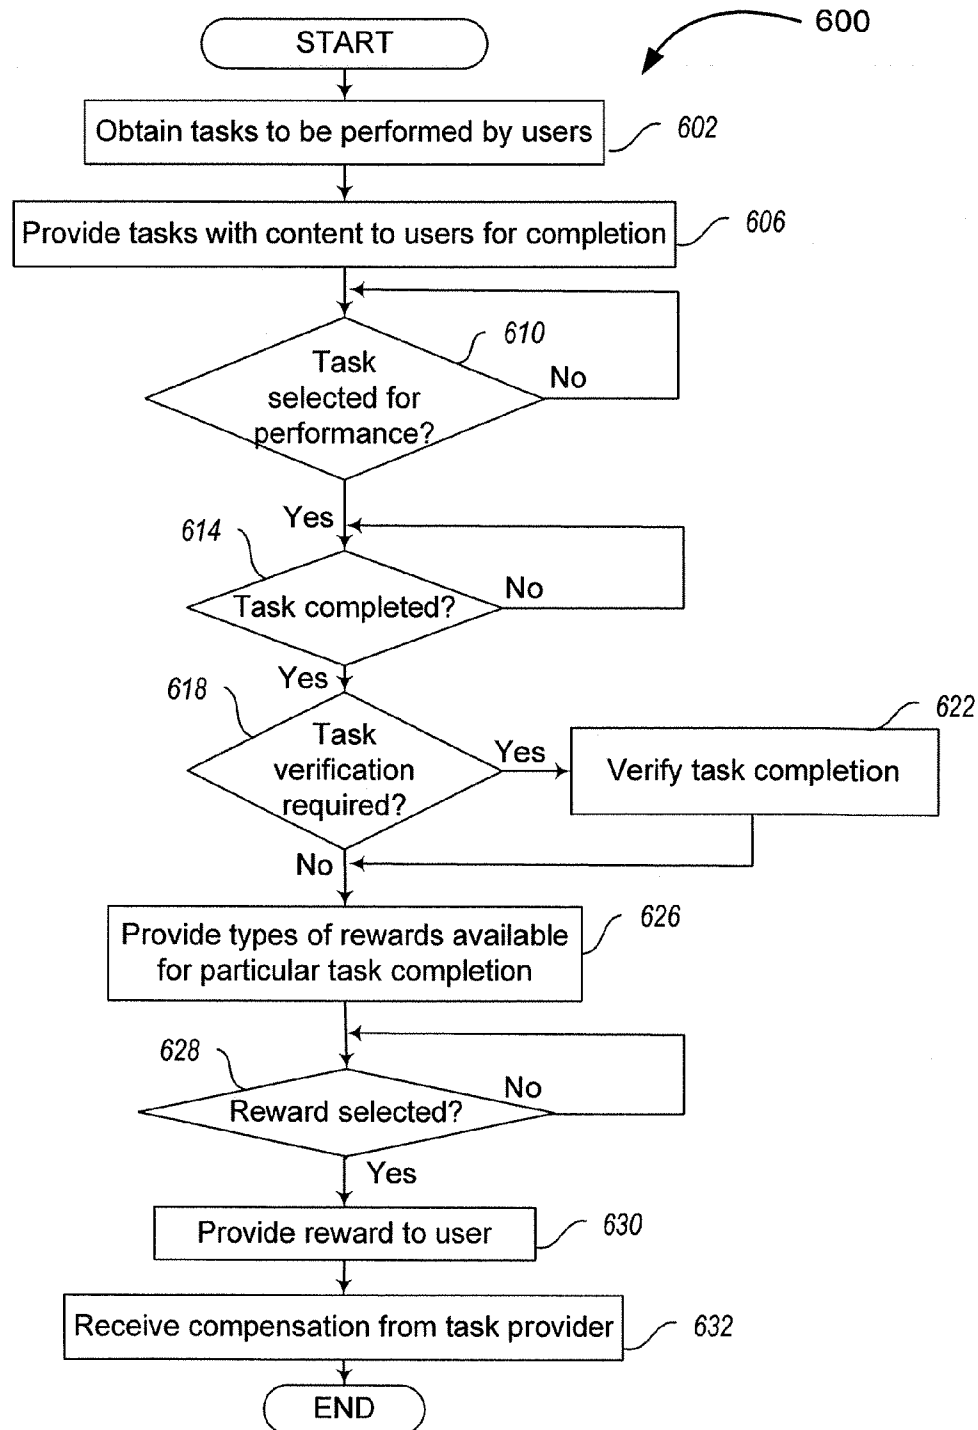 600
START
Obtain tasks to be performed by users
602
Provide tasks with content to users for completion
606
610
Task
selected for
performance?
No
Yes
614
Task completed?
No
Yes
618
Task
verification
required?
Yes
622
Verify task completion
No
626
Provide types of rewards available
for particular task completion
628
Reward selected?
No
Yes
Provide reward to user
630
Receive compensation from task provider
632
END